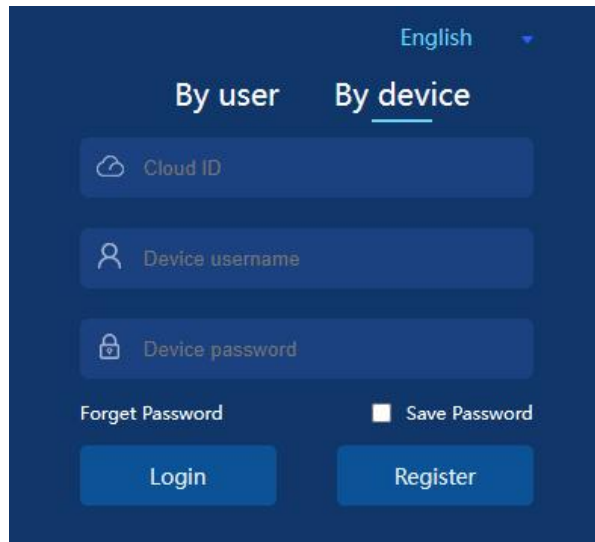 English
By user By device
Cloud ID
Device username
Device password
Forget Password Save Password
Login Register